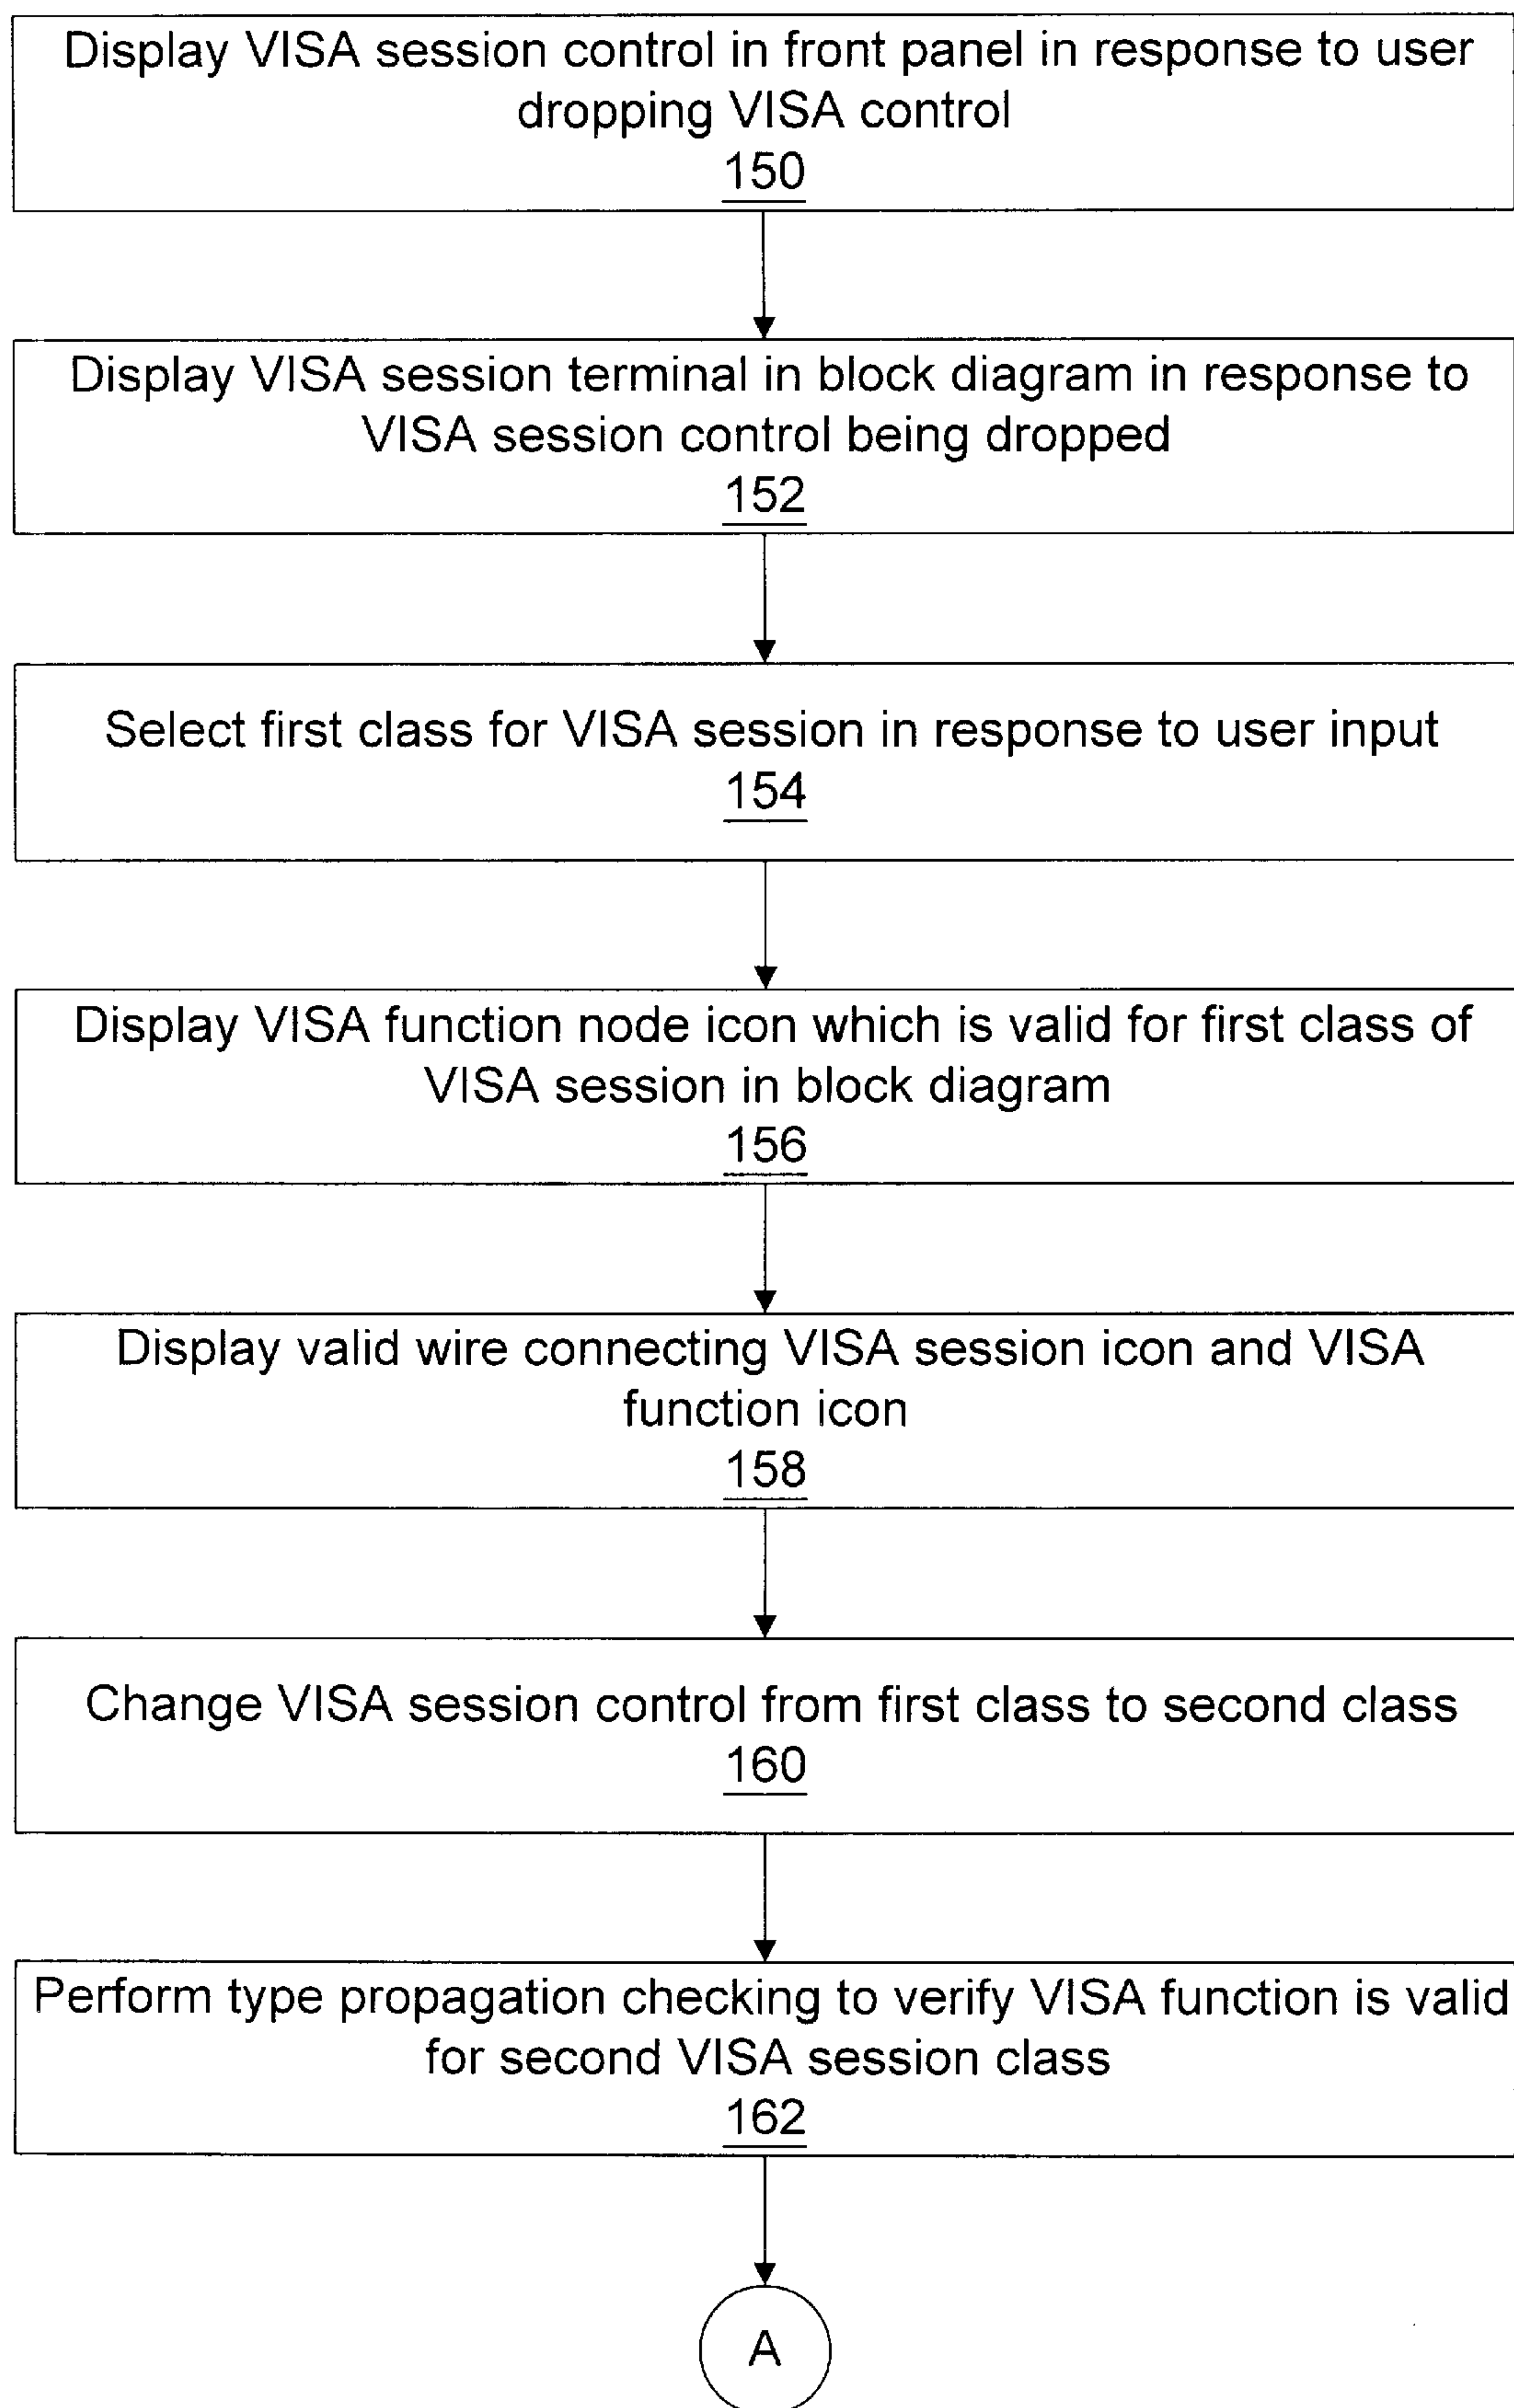 Display VISA session control in front panel in response to user
dropping VISA control
150
Display VISA session terminal in block diagram in response to
VISA session control being dropped
152
Select first class for VISA session in response to user input
154
Display VISA function node icon which is valid for first class of
VISA session in block diagram
156
Display valid wire connecting VISA session icon and VISA
function icon
158
Change VISA session control from first class to second class
160
Perform type propagation checking to verify VISA function is valid
for second VISA session class
162
A